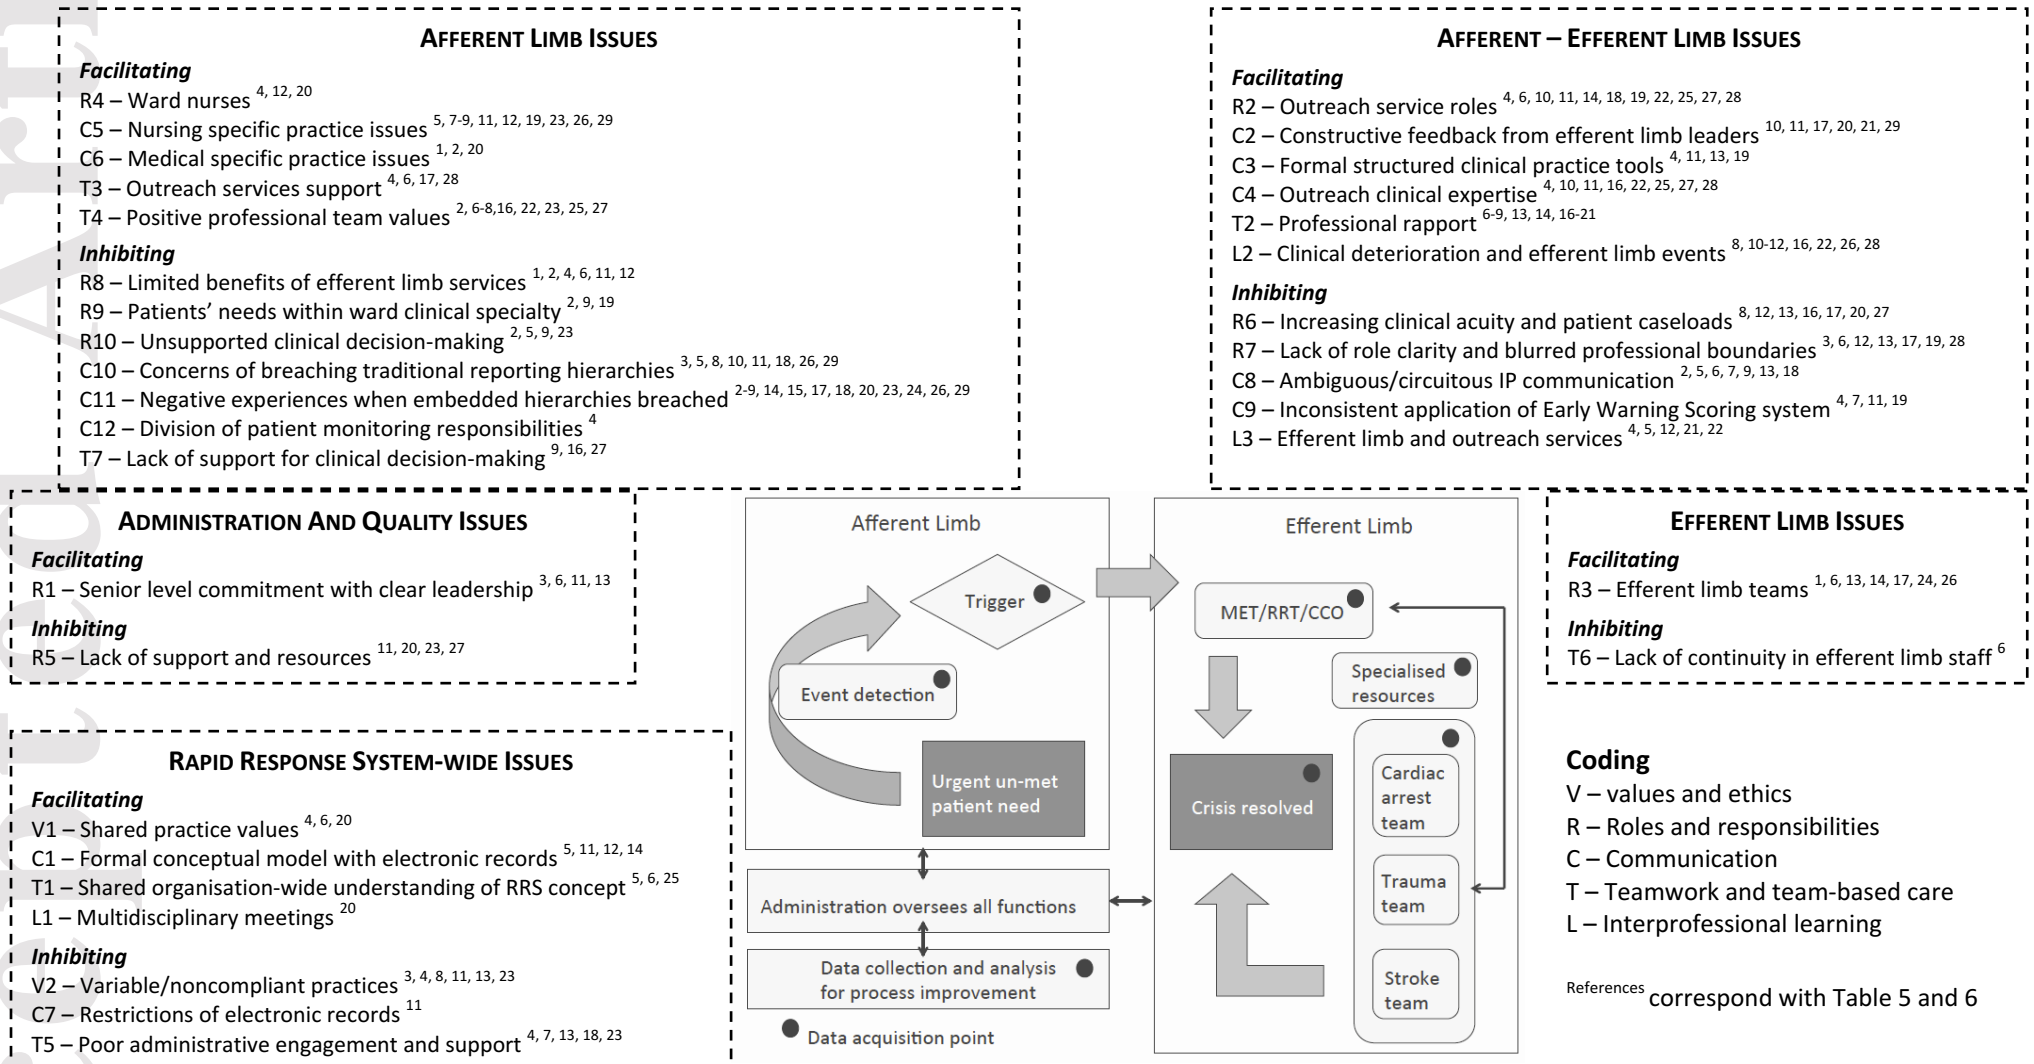 AFFERENT LIMB ISSUES
Facilitating
R4 – Ward nurses 4, 12, 20
C5 – Nursing specific practice issues 5, 7-9, 11, 12, 19, 23, 26, 29
C6 – Medical specific practice issues 1, 2, 20
T3 – Outreach services support 4, 6, 17, 28
T4 – Positive professional team values 2, 6-8,16, 22, 23, 25, 27
Inhibiting
R8 – Limited benefits of efferent limb services 1, 2, 4, 6, 11, 12
R9 – Patients’ needs within ward clinical specialty 2, 9, 19
R10 – Unsupported clinical decision-making 2, 5, 9, 23
C10 – Concerns of breaching traditional reporting hierarchies 3, 5, 8, 10, 11, 18, 26, 29
C11 – Negative experiences when embedded hierarchies breached 2-9, 14, 15, 17, 18, 20, 23, 24, 26, 29
C12 – Division of patient monitoring responsibilities 4
T7 – Lack of support for clinical decision-making 9, 16, 27
AFFERENT – EFFERENT LIMB ISSUES
Facilitating
R2 – Outreach service roles 4, 6, 10, 11, 14, 18, 19, 22, 25, 27, 28
C2 – Constructive feedback from efferent limb leaders 10, 11, 17, 20, 21, 29
C3 – Formal structured clinical practice tools 4, 11, 13, 19
C4 – Outreach clinical expertise 4, 10, 11, 16, 22, 25, 27, 28
T2 – Professional rapport 6-9, 13, 14, 16-21
L2 – Clinical deterioration and efferent limb events 8, 10-12, 16, 22, 26, 28
Inhibiting
R6 – Increasing clinical acuity and patient caseloads 8, 12, 13, 16, 17, 20, 27
R7 – Lack of role clarity and blurred professional boundaries 3, 6, 12, 13, 17, 19, 28
C8 – Ambiguous/circuitous IP communication 2, 5, 6, 7, 9, 13, 18
C9 – Inconsistent application of Early Warning Scoring system 4, 7, 11, 19
L3 – Efferent limb and outreach services 4, 5, 12, 21, 22
ADMINISTRATION AND QUALITY ISSUES
Facilitating
R1 – Senior level commitment with clear leadership 3, 6, 11, 13
Inhibiting
R5 – Lack of support and resources 11, 20, 23, 27
RAPID RESPONSE SYSTEM-WIDE ISSUES
Facilitating
V1 – Shared practice values 4, 6, 20
C1 – Formal conceptual model with electronic records 5, 11, 12, 14
T1 – Shared organisation-wide understanding of RRS concept 5, 6, 25
L1 – Multidisciplinary meetings 20
Inhibiting
V2 – Variable/noncompliant practices 3, 4, 8, 11, 13, 23
C7 – Restrictions of electronic records 11
T5 – Poor administrative engagement and support 4, 7, 13, 18, 23
Afferent Limb
Trigger
Event detection
Urgent un-met
patient need
Administration oversees all functions
Data collection and analysis
for process improvement
Data acquisition point
Efferent Limb
MET/RRT/CCO
Specialised
resources
Crisis resolved
Cardiac
arrest
team
Trauma
team
Stroke
team
EFFERENT LIMB ISSUES
Facilitating
R3 – Efferent limb teams 1, 6, 13, 14, 17, 24, 26
Inhibiting
T6 – Lack of continuity in efferent limb staff 6
Coding
V – values and ethics
R – Roles and responsibilities
C – Communication
T – Teamwork and team-based care
L – Interprofessional learning
References correspond with Table 5 and 6